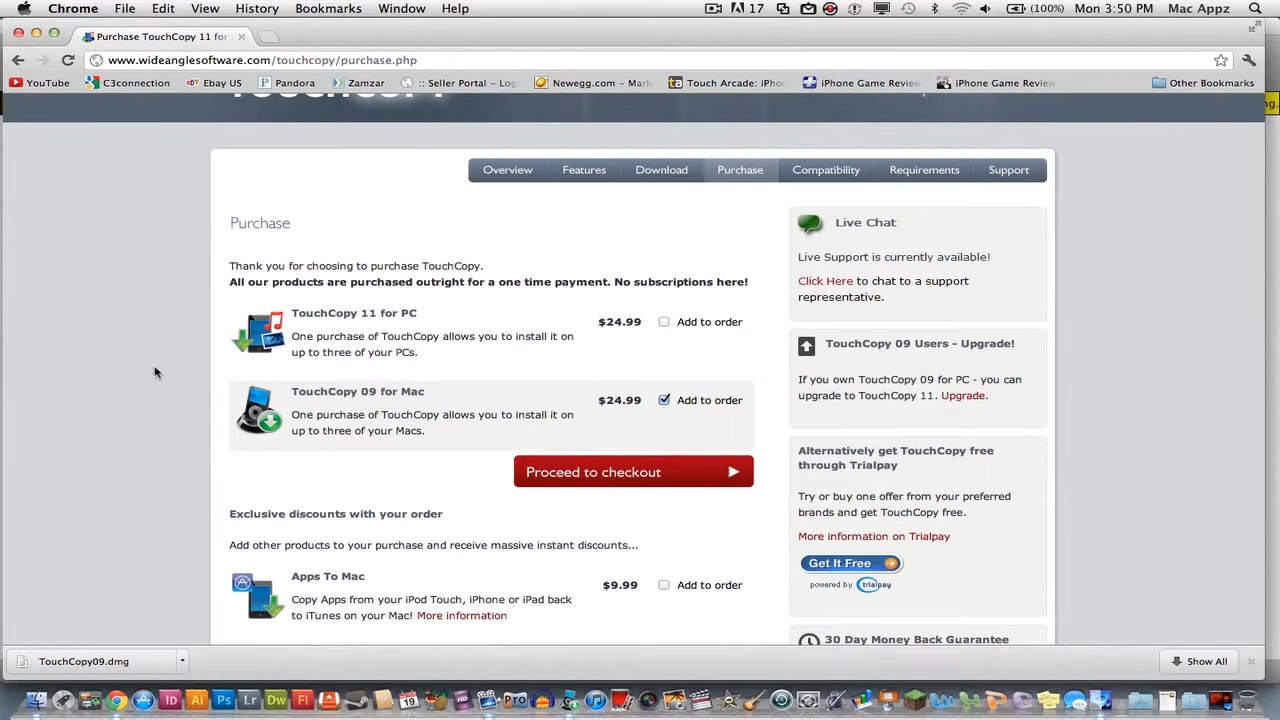 Chrome File Edit View History Bookmarks Window Help 17 (100%) Mon 3:50 PM Mac Appz
Purchase TouchCopy 11 for
www.wideanglesoftware.com/touchcopy/purchase.php
YouTube C3connection Ebay US Pandora Zamzar :: Seller Portal - Log Newegg.com - Mark Touch Arcade: iPho iPhone Game Review iPhone Game Review Other Bookmarks
Overview Features Download Purchase Compatibility Requirements Support
Purchase
Thank you for choosing to purchase TouchCopy.
All our products are purchased outright for a one time payment. No subscriptions here!
TouchCopy 11 for PC
One purchase of TouchCopy allows you to install it on
up to three of your PCs.
$24.99 Add to order
TouchCopy 09 for Mac
One purchase of TouchCopy allows you to install it on
up to three of your Macs.
$24.99 Add to order
Proceed to checkout
Exclusive discounts with your order
Add other products to your purchase and receive massive instant discounts...
Apps To Mac
Copy Apps from your iPod Touch, iPhone or iPad back
to iTunes on your Mac! More information
$9.99 Add to order
Live Chat
Live Support is currently available!
Click Here to chat to a support
representative.
TouchCopy 09 Users - Upgrade!
If you own TouchCopy 09 for PC - you can
upgrade to TouchCopy 11. Upgrade.
Alternatively get TouchCopy free
through Trialpay
Try or buy one offer from your preferred
brands and get TouchCopy free.
More information on Trialpay
Get It Free
powered by trialpay
30 Day Money Back Guarantee
TouchCopy09.dmg Show All